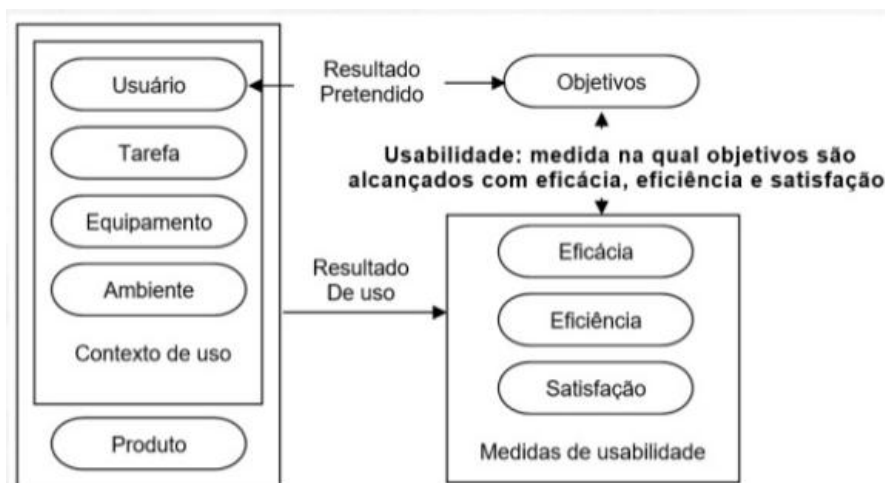 Usuário
Tarefa
Equipamento
Ambiente
Contexto de uso
Produto
Resultado
Pretendido
Objetivos
Usabilidade: medida na qual objetivos são
alcançados com eficácia, eficiência e satisfação
Resultado
De uso
Eficácia
Eficiência
Satisfação
Medidas de usabilidade